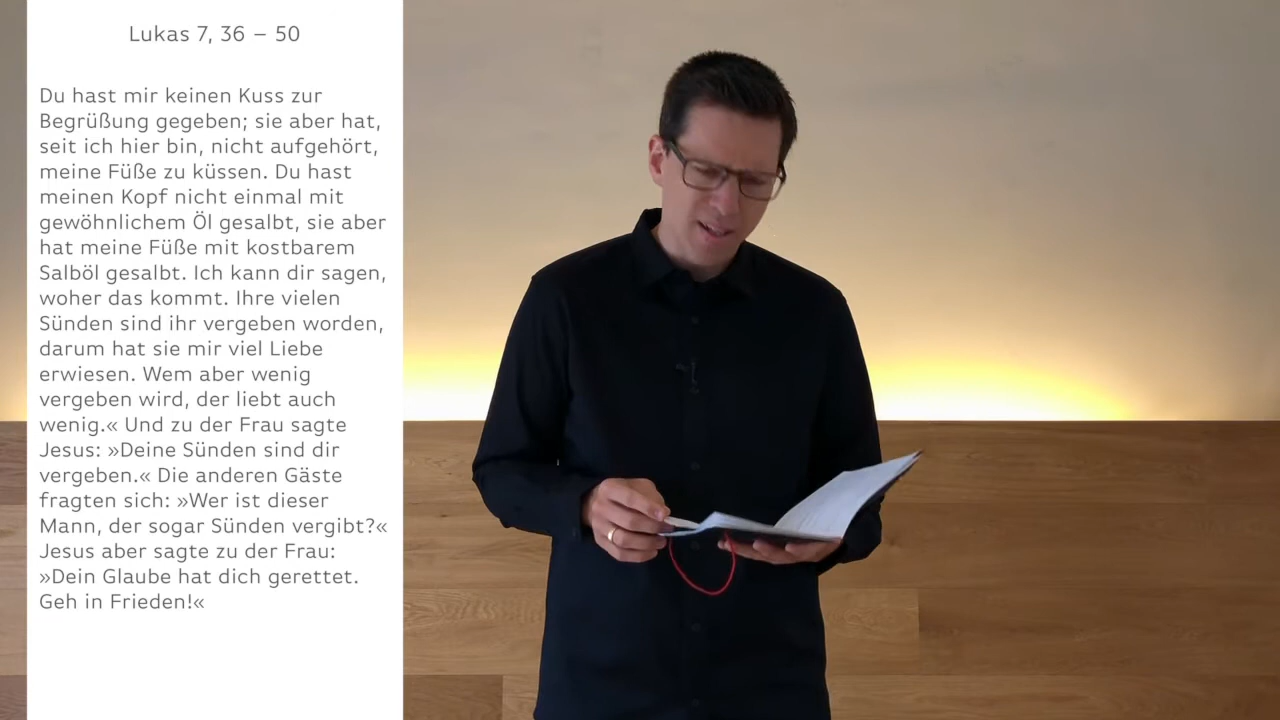 Lukas 7, 36 – 50
Du hast mir keinen Kuss zur
Begrüßung gegeben; sie aber hat,
seit ich hier bin, nicht aufgehört,
meine Füße zu küssen. Du hast
meinen Kopf nicht einmal mit
gewöhnlichem Öl gesalbt, sie aber
hat meine Füße mit kostbarem
Salböl gesalbt. Ich kann dir sagen,
woher das kommt. Ihre vielen
Sünden sind ihr vergeben worden,
darum hat sie mir viel Liebe
erwiesen. Wem aber wenig
vergeben wird, der liebt auch
wenig.« Und zu der Frau sagte
Jesus: »Deine Sünden sind dir
vergeben.« Die anderen Gäste
fragten sich: »Wer ist dieser
Mann, der sogar Sünden vergibt?«
Jesus aber sagte zu der Frau:
»Dein Glaube hat dich gerettet.
Geh in Frieden!«